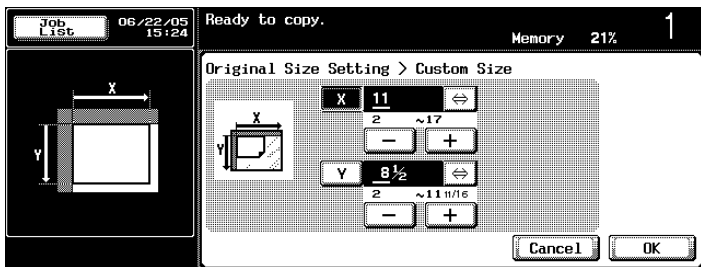 Job List
06/22/05
15:24
Ready to copy.
Memory 21%
1
X
Y
Original Size Setting > Custom Size
X
Y
X 11 ⇔
2 ~17
− +
Y 8½ ⇔
2 ~11 11/16
− +
Cancel OK